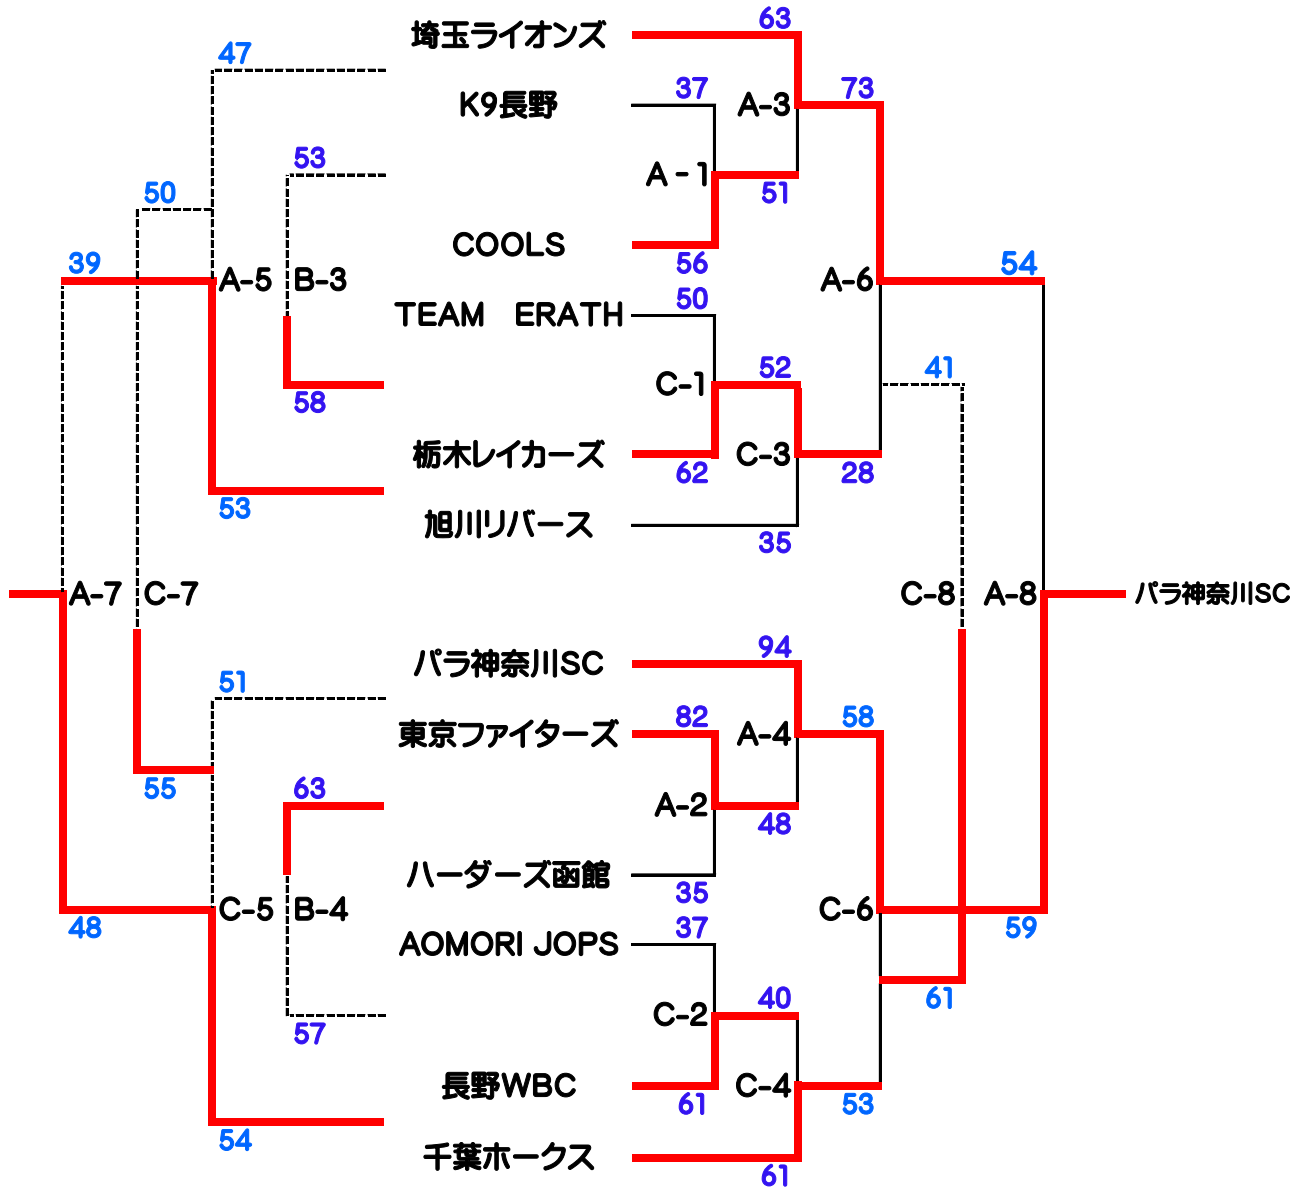 埼玉ライオンズ 63
47
37 A-3 73
K9長野
53
A-1
50 51
COOLS
39 56 54
A-5 B-3 A-6
50
TEAM ERATH
41
52
C-1
58
栃木レイカーズ C-3
62 28
53
旭川リバース
35
A-7 C-7 C-8 A-8 パラ神奈川SC
94
パラ神奈川SC
51
82 58
東京ファイターズ A-4
55 63
A-2
48
ハーダーズ函館
35
C-5 B-4 C-6
48 37 59
AOMORI JOPS
40 61
C-2
57
長野WBC C-4
61 53
54
千葉ホークス
61